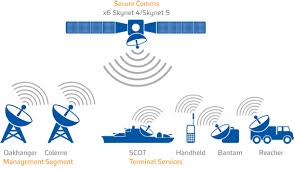 Secure Comms
x6 Skynet 4/Skynet 5
Oakhanger Colerne
Management Segment
SCOT Handheld Bantam Reacher
Terminal Services